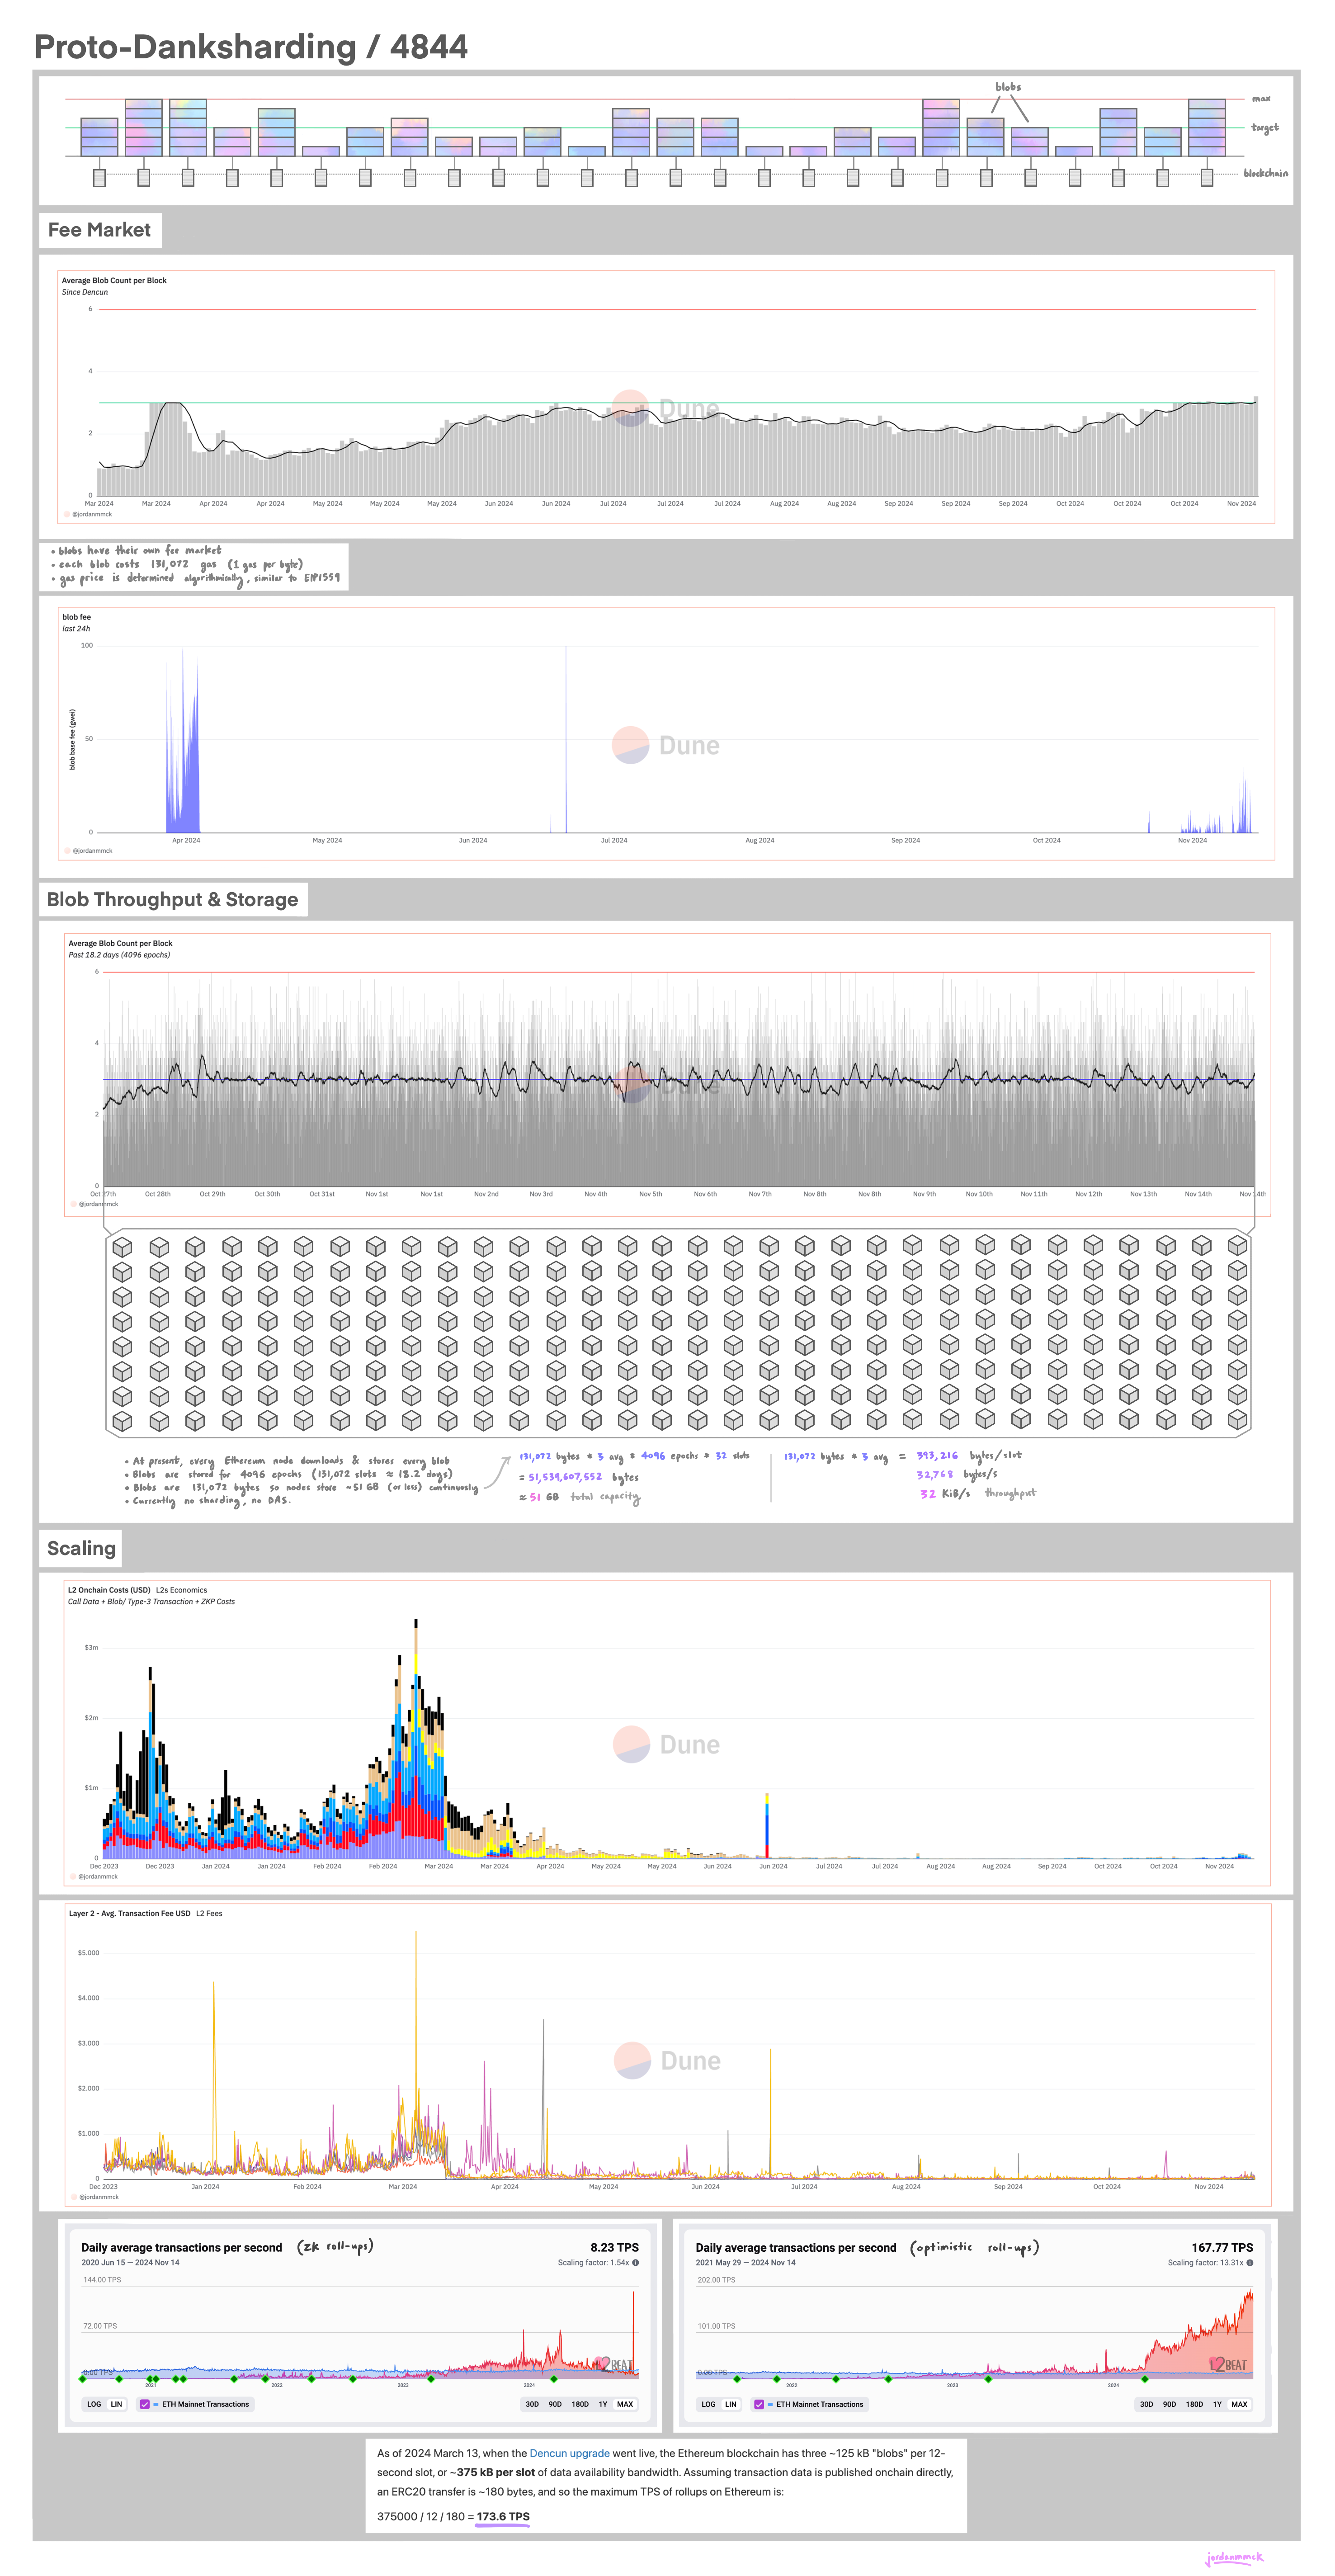 Proto-Danksharding / 4844
blobs
max
target
blockchain
Fee Market
Average Blob Count per Block
Since Dencun
6
4
2
0
Dune
Mar 2024 Mar 2024 Apr 2024 Apr 2024 May 2024 May 2024 May 2024 Jun 2024 Jun 2024 Jul 2024 Jul 2024 Jul 2024 Aug 2024 Aug 2024 Sep 2024 Sep 2024 Sep 2024 Oct 2024 Oct 2024 Oct 2024 Nov 2024
@jordanmmck
• blobs have their own fee market
• each blob costs 131,072 gas (1 gas per byte)
• gas price is determined algorithmically, similar to EIP1559
blob fee
last 24h
100
50
0
blob base fee (gwei)
Dune
Apr 2024 May 2024 Jun 2024 Jul 2024 Aug 2024 Sep 2024 Oct 2024 Nov 2024
@jordanmmck
Blob Throughput & Storage
Average Blob Count per Block
Past 18.2 days (4096 epochs)
6
4
2
0
Dune
Oct 27th Oct 28th Oct 29th Oct 30th Oct 31st Nov 1st Nov 1st Nov 2nd Nov 3rd Nov 4th Nov 5th Nov 6th Nov 7th Nov 8th Nov 8th Nov 9th Nov 10th Nov 11th Nov 12th Nov 13th Nov 14th Nov 14th
@jordanmmck
• At present, every Ethereum node downloads & stores every blob
• Blobs are stored for 4096 epochs (131,072 slots ≈ 18.2 days)
• Blobs are 131,072 bytes so nodes store ~51 GB (or less) continously
• Currently no sharding, no DAS.
131,072 bytes * 3 avg * 4096 epochs * 32 slots
= 51,539,607,552 bytes
≈ 51 GB total capacity
131,072 bytes * 3 avg = 393,216 bytes/slot
32,768 bytes/s
32 KiB/s throughput
Scaling
L2 Onchain Costs (USD) L2s Economics
Call Data + Blob/ Type-3 Transaction + ZKP Costs
$3m
$2m
$1m
0
Dune
Dec 2023 Dec 2023 Jan 2024 Jan 2024 Feb 2024 Feb 2024 Mar 2024 Mar 2024 Apr 2024 May 2024 May 2024 Jun 2024 Jun 2024 Jul 2024 Jul 2024 Aug 2024 Aug 2024 Sep 2024 Oct 2024 Oct 2024 Nov 2024
@jordanmmck
Layer 2 - Avg. Transaction Fee USD L2 Fees
$5.000
$4.000
$3.000
$2.000
$1.000
0
Dune
Dec 2023 Jan 2024 Feb 2024 Mar 2024 Apr 2024 May 2024 Jun 2024 Jul 2024 Aug 2024 Sep 2024 Oct 2024 Nov 2024
@jordanmmck
Daily average transactions per second (zk roll-ups) 8.23 TPS
2020 Jun 15 — 2024 Nov 14 Scaling factor: 1.54x
144.00 TPS
72.00 TPS
0.00 TPS
L2BEAT
2021 2022 2023 2024
LOG LIN ETH Mainnet Transactions 30D 90D 180D 1Y MAX
Daily average transactions per second (optimistic roll-ups) 167.77 TPS
2021 May 29 — 2024 Nov 14 Scaling factor: 13.31x
202.00 TPS
101.00 TPS
0.00 TPS
L2BEAT
2022 2023 2024
LOG LIN ETH Mainnet Transactions 30D 90D 180D 1Y MAX
As of 2024 March 13, when the Dencun upgrade went live, the Ethereum blockchain has three ~125 kB "blobs" per 12-
second slot, or ~375 kB per slot of data availability bandwidth. Assuming transaction data is published onchain directly,
an ERC20 transfer is ~180 bytes, and so the maximum TPS of rollups on Ethereum is:
375000 / 12 / 180 = 173.6 TPS
jordanmmck